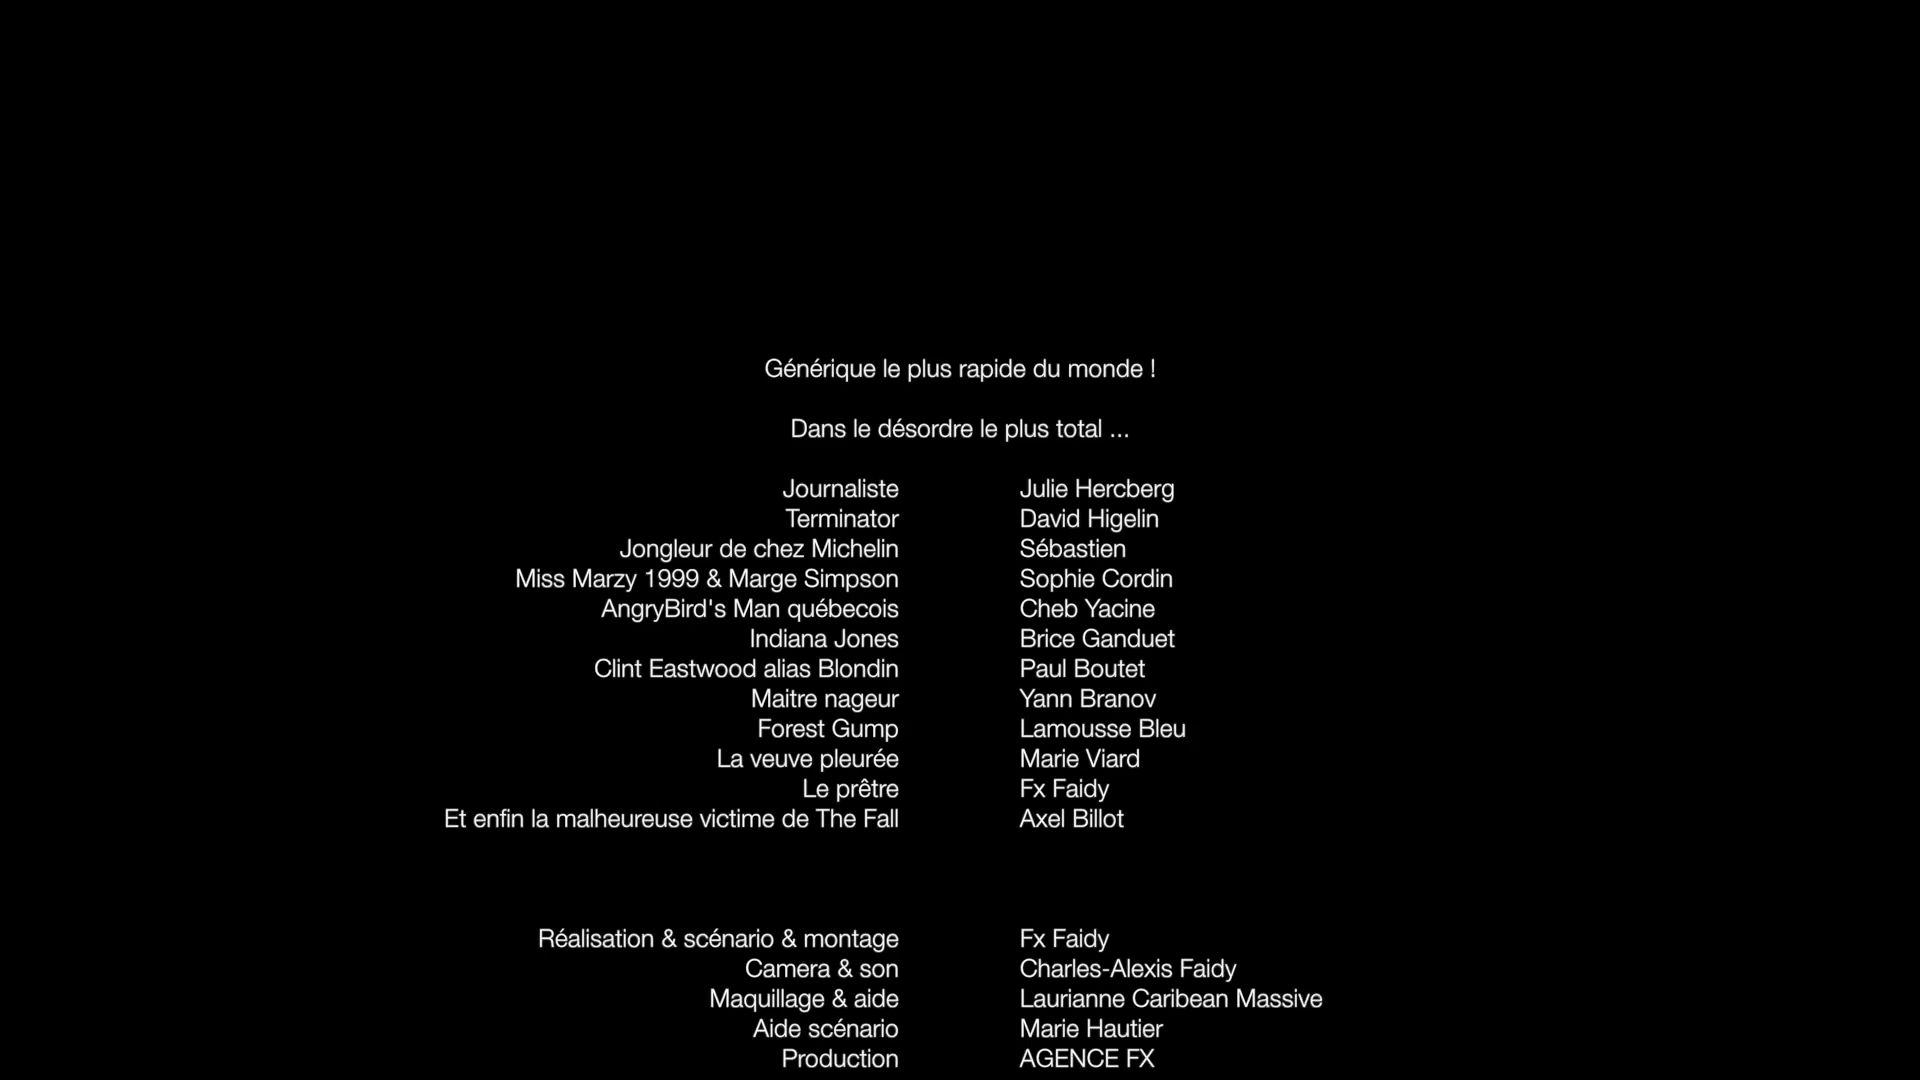 Générique le plus rapide du monde !
Dans le désordre le plus total ...
Journaliste Julie Hercberg
Terminator David Higelin
Jongleur de chez Michelin Sébastien
Miss Marzy 1999 & Marge Simpson Sophie Cordin
AngryBird's Man québecois Cheb Yacine
Indiana Jones Brice Ganduet
Clint Eastwood alias Blondin Paul Boutet
Maitre nageur Yann Branov
Forest Gump Lamousse Bleu
La veuve pleurée Marie Viard
Le prêtre Fx Faidy
Et enfin la malheureuse victime de The Fall Axel Billot
Réalisation & scénario & montage Fx Faidy
Camera & son Charles-Alexis Faidy
Maquillage & aide Laurianne Caribean Massive
Aide scénario Marie Hautier
Production AGENCE FX